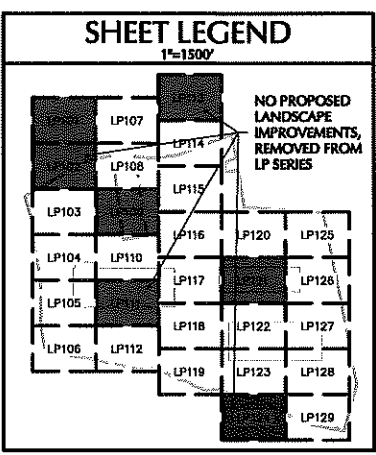 SHEET LEGEND
1"=1500'
NO PROPOSED
LANDSCAPE
IMPROVEMENTS,
REMOVED FROM
LP SERIES
LP107
LP114
LP108
LP115
LP103
LP116
LP120
LP125
LP104
LP110
LP117
LP126
LP105
LP111
LP118
LP122
LP127
LP106
LP112
LP119
LP123
LP128
LP129